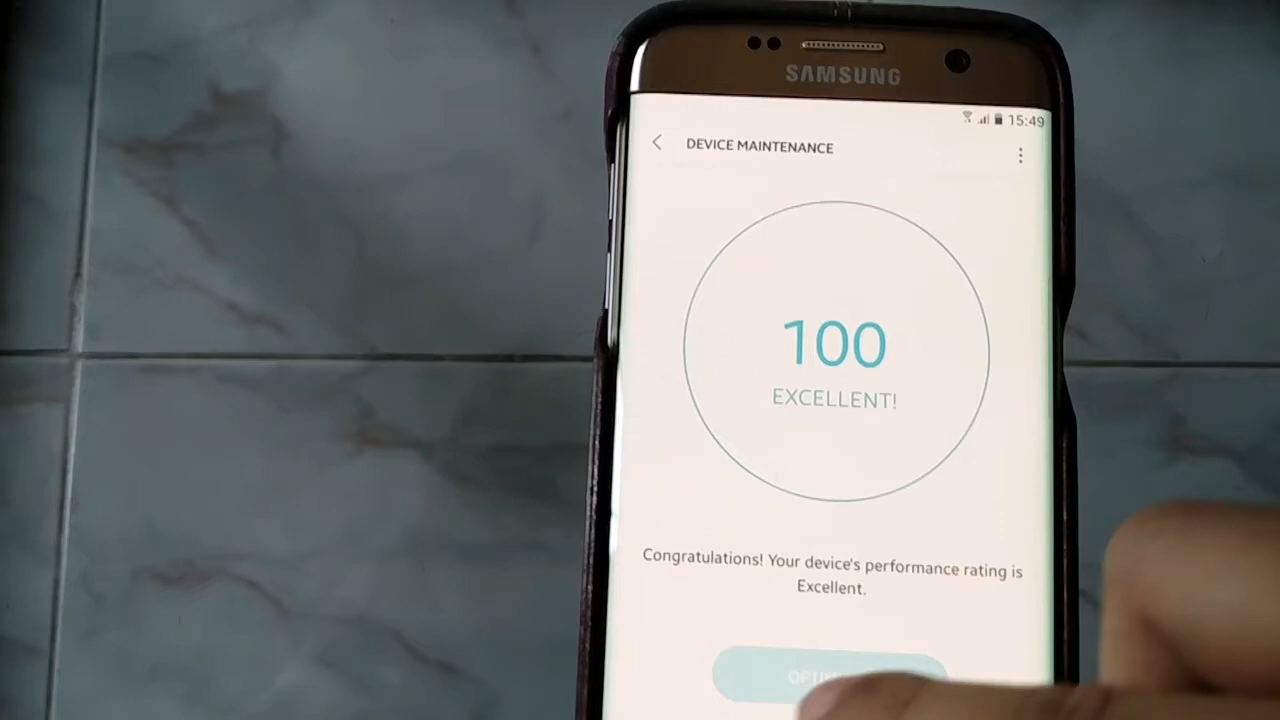 SAMSUNG
15:49
DEVICE MAINTENANCE
100
EXCELLENT!
Congratulations! Your device's performance rating is
Excellent.